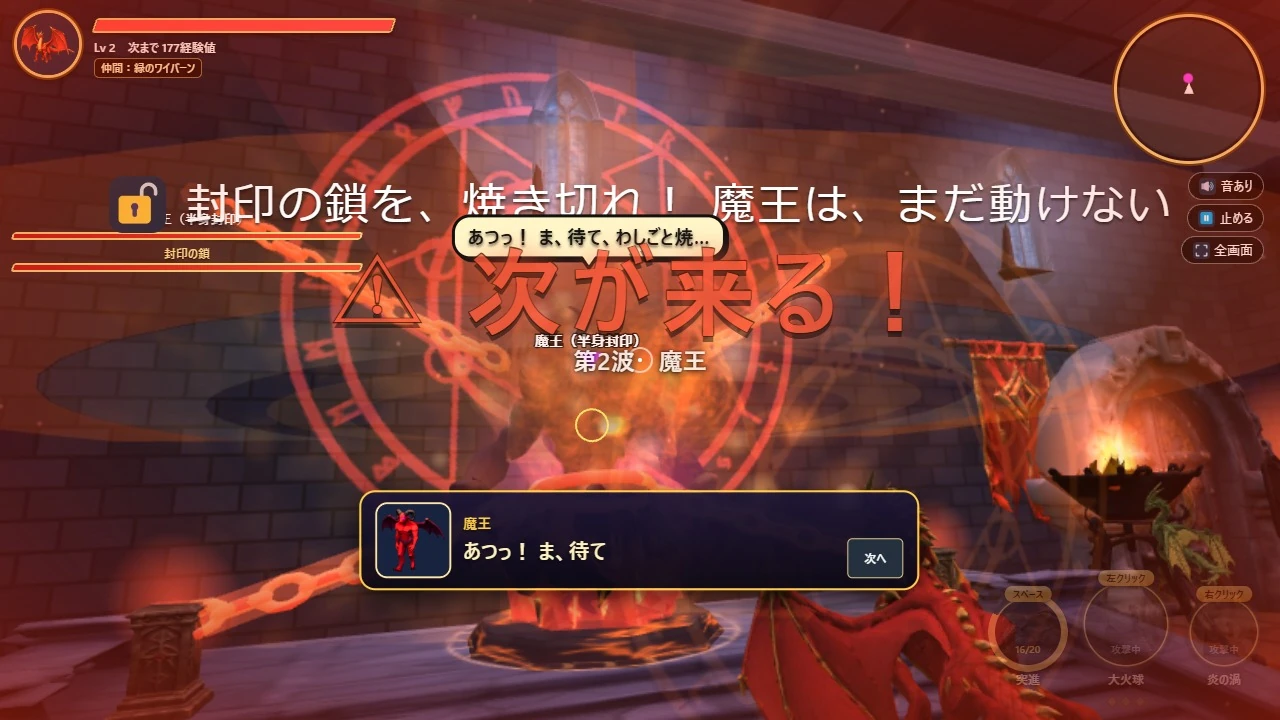 Lv 2 次まで 177経験値
仲間：緑のワイバーン
音あり
止める
全画面
封印の鎖を、焼き切れ！ 魔王は、まだ動けない
王（半身封印）
封印の鎖
あつっ！ ま、待て、わしごと焼…
次が来る！
魔王（半身封印）
第2波・魔王
魔王
あつっ！ ま、待て
次へ
スペース
左クリック
右クリック
16/20
攻撃中
攻撃中
突進
大火球
炎の渦